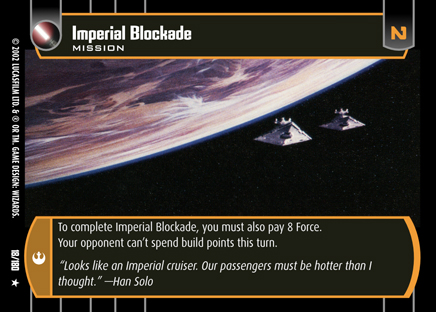 Imperial Blockade
MISSION
N
To complete Imperial Blockade, you must also pay 8 Force.
Your opponent can't spend build points this turn.
“Looks like an Imperial cruiser. Our passengers must be hotter than I
thought.” —Han Solo
© 2002 LUCASFILM LTD. & ® OR TM. GAME DESIGN: WIZARDS.
18/180